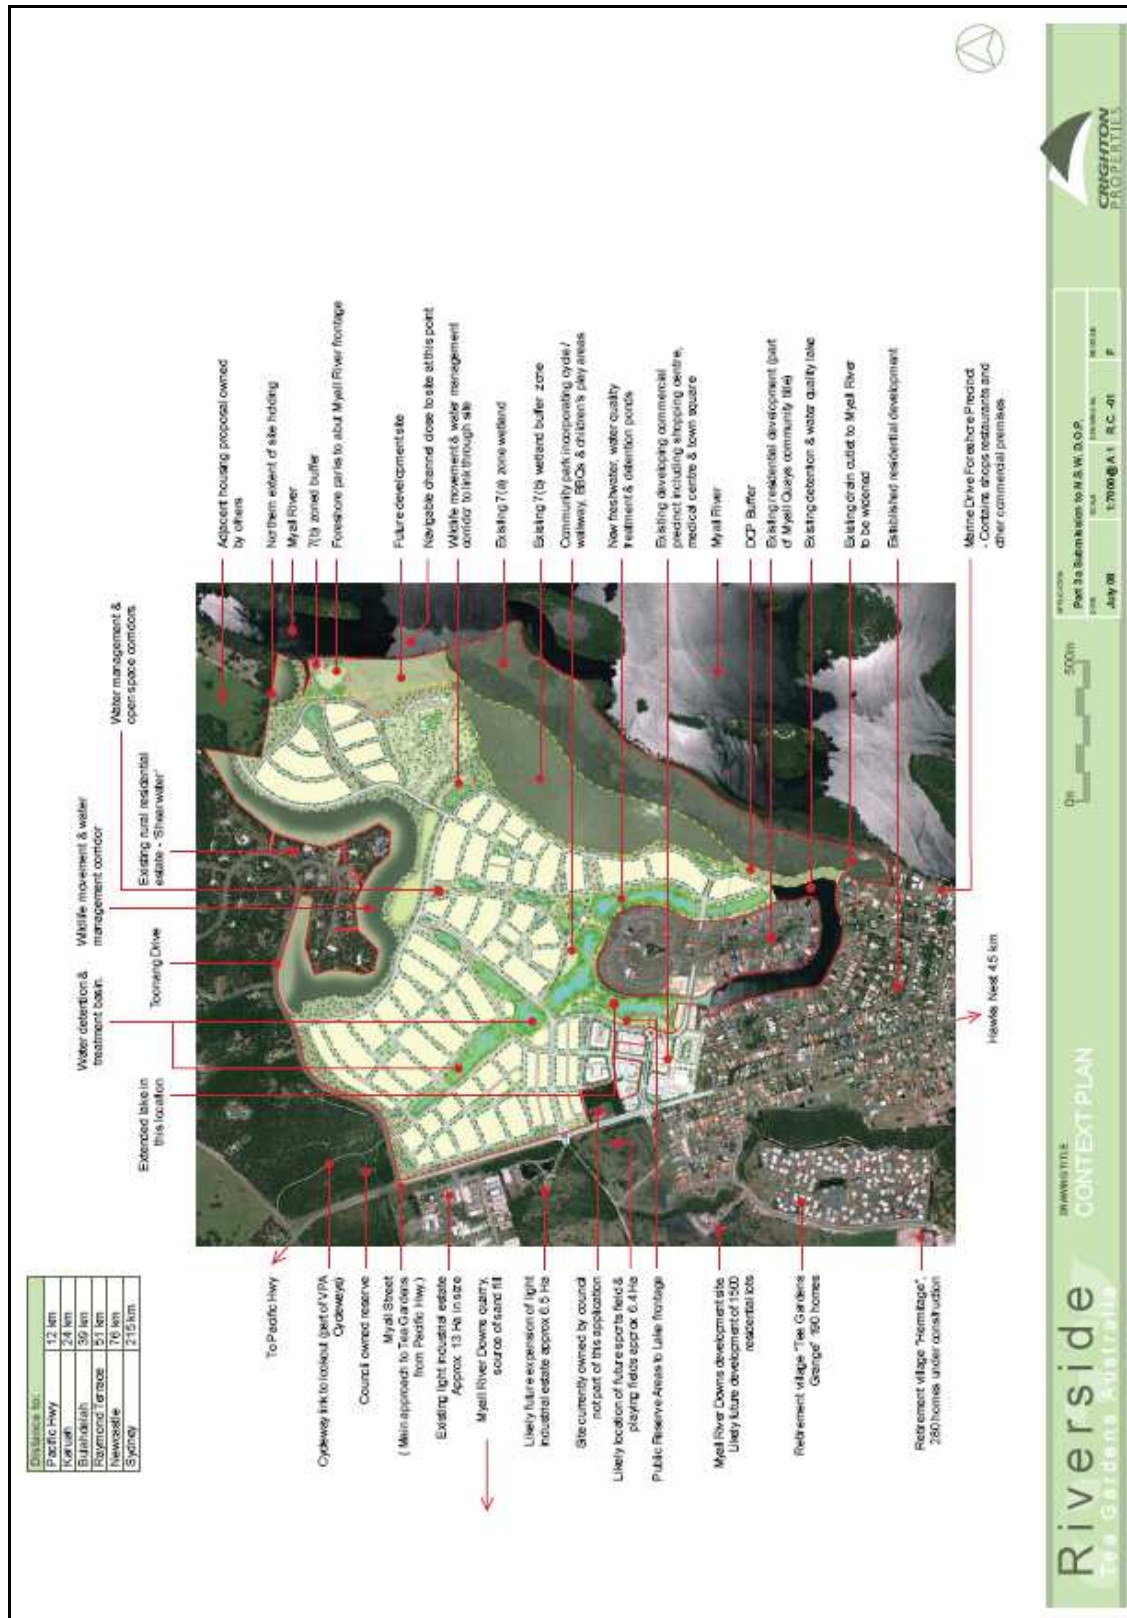 Distance to:
Pacific Hwy 12 km
Karuah 24 km
Bulahdelah 39 km
Raymond Terrace 51 km
Newcastle 76 km
Sydney 215km
Extended lake in
this location
Water detention &
treatment basin.
Toonang Drive
Wildlife movement & water
management corridor
Existing rural residential
estate - 'Shearwater'
Water management &
open space corridors
To Pacific Hwy
Cycleway link to lookout (part of VPA
Cycleways)
Council owned reserve
Myall Street
( Main approach to Tea Gardens
from Pacific Hwy.)
Existing light industrial estate
Approx. 13 Ha in size
Myall River Downs quarry,
source of sand fill
Likely future expansion of light
industrial estate approx 6.5 Ha
Site currently owned by council
not part of this application
Likely location of future sports field &
playing fields approx 6.4 Ha
Public Reserve Areas to Lake frontage
Myall River Downs development site
Likely future development of 1500
residential lots
Retirement village "Tea Gardens
Grange" 190 homes
Retirement village "Hermitage",
280 homes under construction
Adjacent housing proposal owned
by others
Northern extent of site holding
Myall River
7(b) zoned buffer
Foreshore parks to abut Myall River frontage
Future development site
Navigable channel close to site at this point
Wildlife movement & water management
corridor to link through site
Existing 7(a) zone wetland
Existing 7(b) wetland buffer zone
Community park incorporating cycle /
walkway, BBQs & children's play areas
New freshwater, water quality
treatment & detention ponds
Existing developing commercial
precinct including shopping centre,
medical centre & town square
Myall River
DCP Buffer
Existing residential development (part
of Myall Quays community title)
Existing detention & water quality lake
Existing drain outlet to Myall River
to be widened
Established residential development
Marine Drive Foreshore Precinct
- Contains shops restaurants and
other commercial premises
Hawks Nest 4.5 km
Riverside
Tea Gardens Australia
DRAWING TITLE
CONTEXT PLAN
0m 500m
Part 3a Submission to N.S.W. D.O.P.
DATE SCALE
July 08 1:7000@A1 RC -01 F
CRIGHTON
PROPERTIES